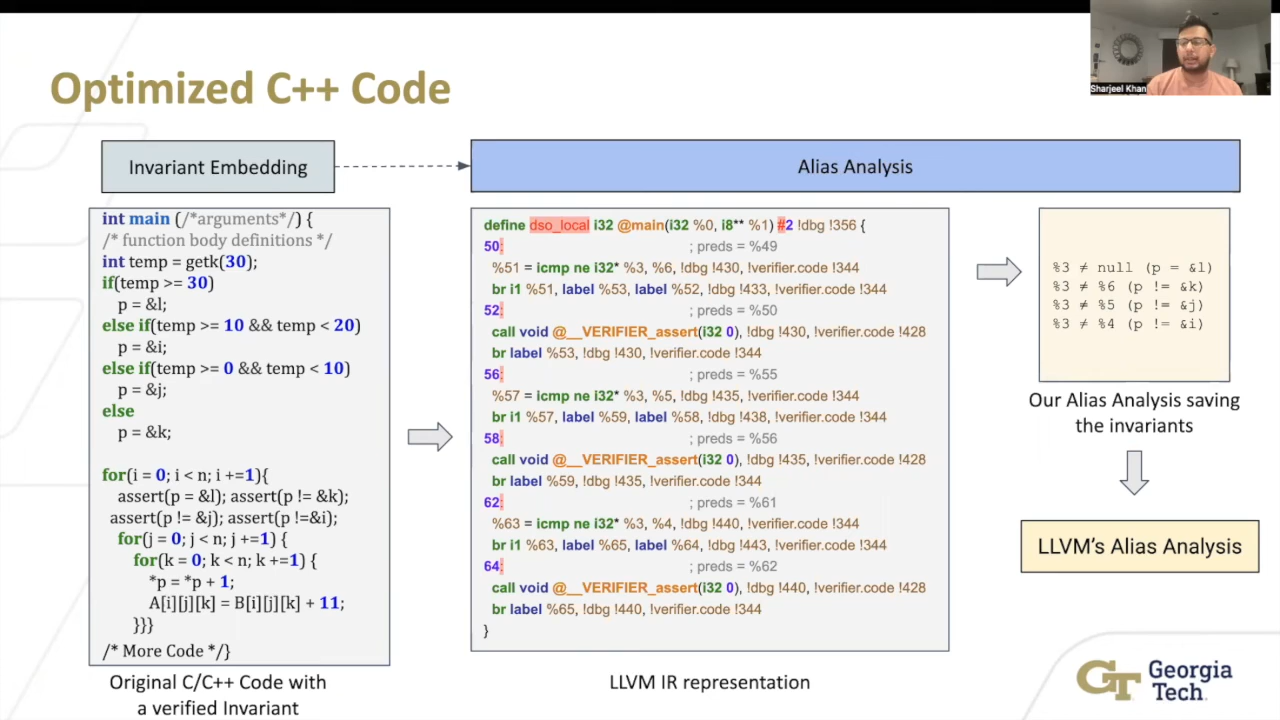 Sharjeel Khan
Optimized C++ Code
Invariant Embedding
Alias Analysis
int main (/*arguments*/) {
/* function body definitions */
int temp = getk(30);
if(temp >= 30)
p = &l;
else if(temp >= 10 && temp < 20)
p = &i;
else if(temp >= 0 && temp < 10)
p = &j;
else
p = &k;
for(i = 0; i < n; i +=1){
assert(p = &l); assert(p != &k);
assert(p != &j); assert(p !=&i);
for(j = 0; j < n; j +=1) {
for(k = 0; k < n; k +=1) {
*p = *p + 1;
A[i][j][k] = B[i][j][k] + 11;
}}}
/* More Code */}
Original C/C++ Code with
a verified Invariant
define dso_local i32 @main(i32 %0, i8** %1) #2 !dbg !356 {
50: ; preds = %49
%51 = icmp ne i32* %3, %6, !dbg !430, !verifier.code !344
br i1 %51, label %53, label %52, !dbg !433, !verifier.code !344
52: ; preds = %50
call void @__VERIFIER_assert(i32 0), !dbg !430, !verifier.code !428
br label %53, !dbg !430, !verifier.code !344
56: ; preds = %55
%57 = icmp ne i32* %3, %5, !dbg !435, !verifier.code !344
br i1 %57, label %59, label %58, !dbg !438, !verifier.code !344
58: ; preds = %56
call void @__VERIFIER_assert(i32 0), !dbg !435, !verifier.code !428
br label %59, !dbg !435, !verifier.code !344
62: ; preds = %61
%63 = icmp ne i32* %3, %4, !dbg !440, !verifier.code !344
br i1 %63, label %65, label %64, !dbg !443, !verifier.code !344
64: ; preds = %62
call void @__VERIFIER_assert(i32 0), !dbg !440, !verifier.code !428
br label %65, !dbg !440, !verifier.code !344
}
LLVM IR representation
%3 ≠ null (p = &l)
%3 ≠ %6 (p != &k)
%3 ≠ %5 (p != &j)
%3 ≠ %4 (p != &i)
Our Alias Analysis saving
the invariants
LLVM's Alias Analysis
GT Georgia
Tech.